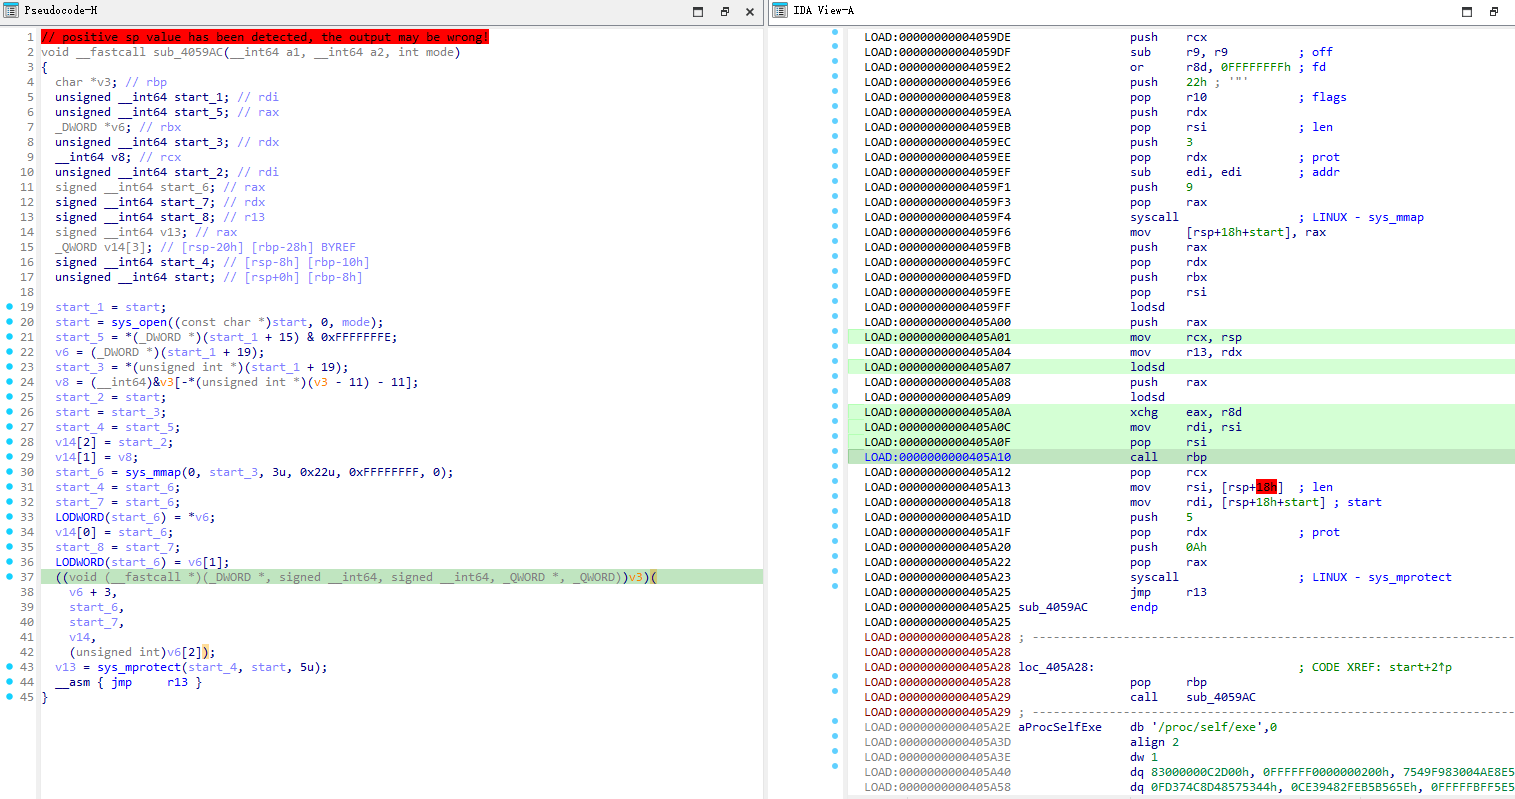 Pseudocode-H
1 // positive sp value has been detected, the output may be wrong!
2 void __fastcall sub_4059AC(__int64 a1, __int64 a2, int mode)
3 {
4 char *v3; // rbp
5 unsigned __int64 start_1; // rdi
6 unsigned __int64 start_5; // rax
7 _DWORD *v6; // rbx
8 unsigned __int64 start_3; // rdx
9 __int64 v8; // rcx
10 unsigned __int64 start_2; // rdi
11 signed __int64 start_6; // rax
12 signed __int64 start_7; // rdx
13 signed __int64 start_8; // r13
14 signed __int64 v13; // rax
15 _QWORD v14[3]; // [rsp-20h] [rbp-28h] BYREF
16 signed __int64 start_4; // [rsp-8h] [rbp-10h]
17 unsigned __int64 start; // [rsp+0h] [rbp-8h]
18
19 start_1 = start;
20 start = sys_open((const char *)start, 0, mode);
21 start_5 = *(_DWORD *)(start_1 + 15) & 0xFFFFFFFE;
22 v6 = (_DWORD *)(start_1 + 19);
23 start_3 = *(unsigned int *)(start_1 + 19);
24 v8 = (__int64)&v3[-*(unsigned int *)(v3 - 11) - 11];
25 start_2 = start;
26 start = start_3;
27 start_4 = start_5;
28 v14[2] = start_2;
29 v14[1] = v8;
30 start_6 = sys_mmap(0, start_3, 3u, 0x22u, 0xFFFFFFFF, 0);
31 start_4 = start_6;
32 start_7 = start_6;
33 LODWORD(start_6) = *v6;
34 v14[0] = start_6;
35 start_8 = start_7;
36 LODWORD(start_6) = v6[1];
37 ((void (__fastcall *)(_DWORD *, signed __int64, signed __int64, _QWORD *, _QWORD))v3)(
38 v6 + 3,
39 start_6,
40 start_7,
41 v14,
42 (unsigned int)v6[2]);
43 v13 = sys_mprotect(start_4, start, 5u);
44 __asm { jmp r13 }
45 }
IDA View-A
LOAD:00000000004059DE push rcx
LOAD:00000000004059DF sub r9, r9 ; off
LOAD:00000000004059E2 or r8d, 0FFFFFFFFh ; fd
LOAD:00000000004059E6 push 22h ; '"'
LOAD:00000000004059E8 pop r10 ; flags
LOAD:00000000004059EA push rdx
LOAD:00000000004059EB pop rsi ; len
LOAD:00000000004059EC push 3
LOAD:00000000004059EE pop rdx ; prot
LOAD:00000000004059EF sub edi, edi ; addr
LOAD:00000000004059F1 push 9
LOAD:00000000004059F3 pop rax
LOAD:00000000004059F4 syscall ; LINUX - sys_mmap
LOAD:00000000004059F6 mov [rsp+18h+start], rax
LOAD:00000000004059FB push rax
LOAD:00000000004059FC pop rdx
LOAD:00000000004059FD push rbx
LOAD:00000000004059FE pop rsi
LOAD:00000000004059FF lodsd
LOAD:0000000000405A00 push rax
LOAD:0000000000405A01 mov rcx, rsp
LOAD:0000000000405A04 mov r13, rdx
LOAD:0000000000405A07 lodsd
LOAD:0000000000405A08 push rax
LOAD:0000000000405A09 lodsd
LOAD:0000000000405A0A xchg eax, r8d
LOAD:0000000000405A0C mov rdi, rsi
LOAD:0000000000405A0F pop rsi
LOAD:0000000000405A10 call rbp
LOAD:0000000000405A12 pop rcx
LOAD:0000000000405A13 mov rsi, [rsp+18h] ; len
LOAD:0000000000405A18 mov rdi, [rsp+18h+start] ; start
LOAD:0000000000405A1D push 5
LOAD:0000000000405A1F pop rdx ; prot
LOAD:0000000000405A20 push 0Ah
LOAD:0000000000405A22 pop rax
LOAD:0000000000405A23 syscall ; LINUX - sys_mprotect
LOAD:0000000000405A25 jmp r13
LOAD:0000000000405A25 sub_4059AC endp
LOAD:0000000000405A25
LOAD:0000000000405A28 ; ---------------------------------------------------------------
LOAD:0000000000405A28
LOAD:0000000000405A28 loc_405A28: ; CODE XREF: start+2↑p
LOAD:0000000000405A28 pop rbp
LOAD:0000000000405A29 call sub_4059AC
LOAD:0000000000405A29 ; ---------------------------------------------------------------
LOAD:0000000000405A2E aProcSelfExe db '/proc/self/exe',0
LOAD:0000000000405A3D align 2
LOAD:0000000000405A3E dw 1
LOAD:0000000000405A40 dq 83000000C2D00h, 0FFFFFF0000000200h, 7549F983004AE8E5
LOAD:0000000000405A58 dq 0FD374C8D48575344h, 0CE39482FEB5B565Eh, 0FFFFFBFF5E5